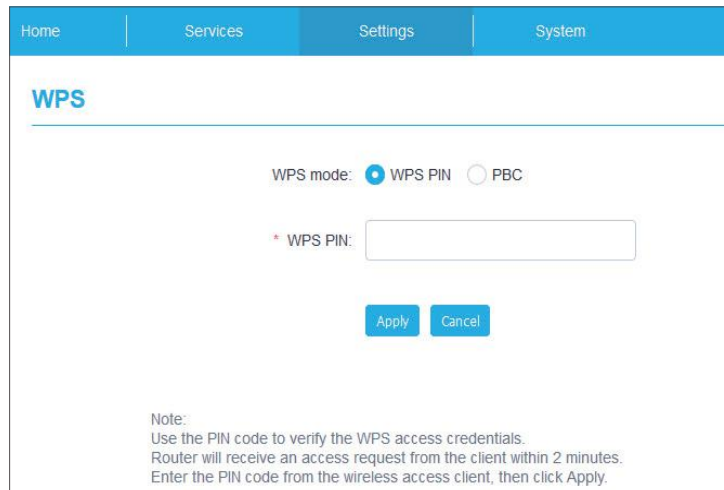 Home Services Settings System
WPS
WPS mode: WPS PIN PBC
* WPS PIN:
Apply Cancel
Note:
Use the PIN code to verify the WPS access credentials.
Router will receive an access request from the client within 2 minutes.
Enter the PIN code from the wireless access client, then click Apply.